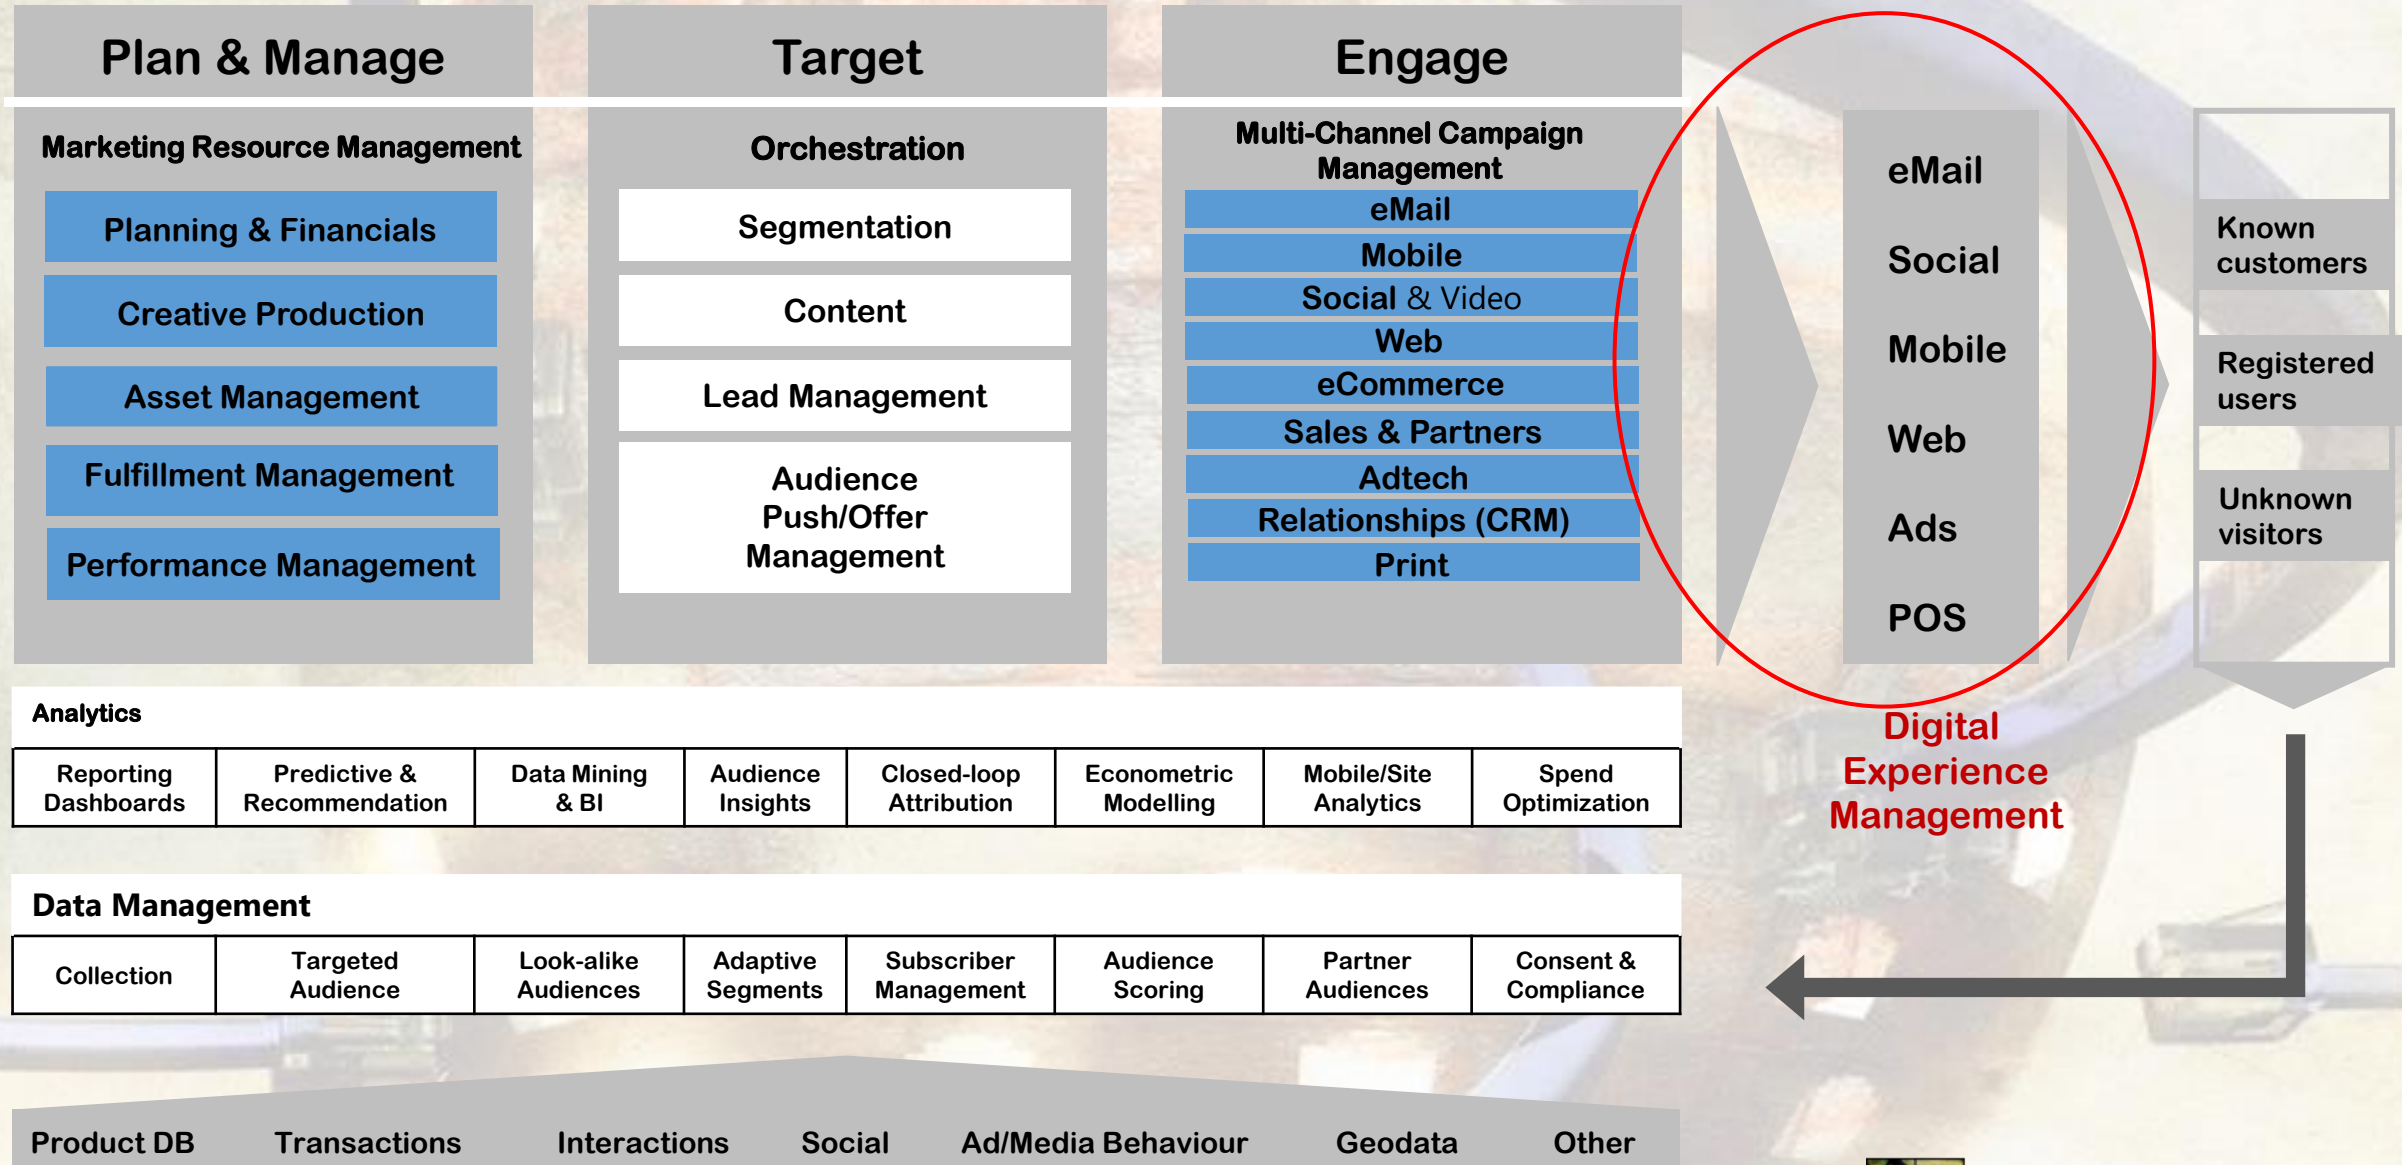 Plan & Manage
Target
Engage
Marketing Resource Management
Planning & Financials
Creative Production
Asset Management
Fulfillment Management
Performance Management
Orchestration
Segmentation
Content
Lead Management
Audience
Push/Offer
Management
Multi-Channel Campaign
Management
eMail
Mobile
Social & Video
Web
eCommerce
Sales & Partners
Adtech
Relationships (CRM)
Print
eMail
Social
Mobile
Web
Ads
POS
Known
customers
Registered
users
Unknown
visitors
Digital
Experience
Management
Analytics
Reporting
Dashboards
Predictive &
Recommendation
Data Mining
& BI
Audience
Insights
Closed-loop
Attribution
Econometric
Modelling
Mobile/Site
Analytics
Spend
Optimization
Data Management
Collection
Targeted
Audience
Look-alike
Audiences
Adaptive
Segments
Subscriber
Management
Audience
Scoring
Partner
Audiences
Consent &
Compliance
Product DB
Transactions
Interactions
Social
Ad/Media Behaviour
Geodata
Other